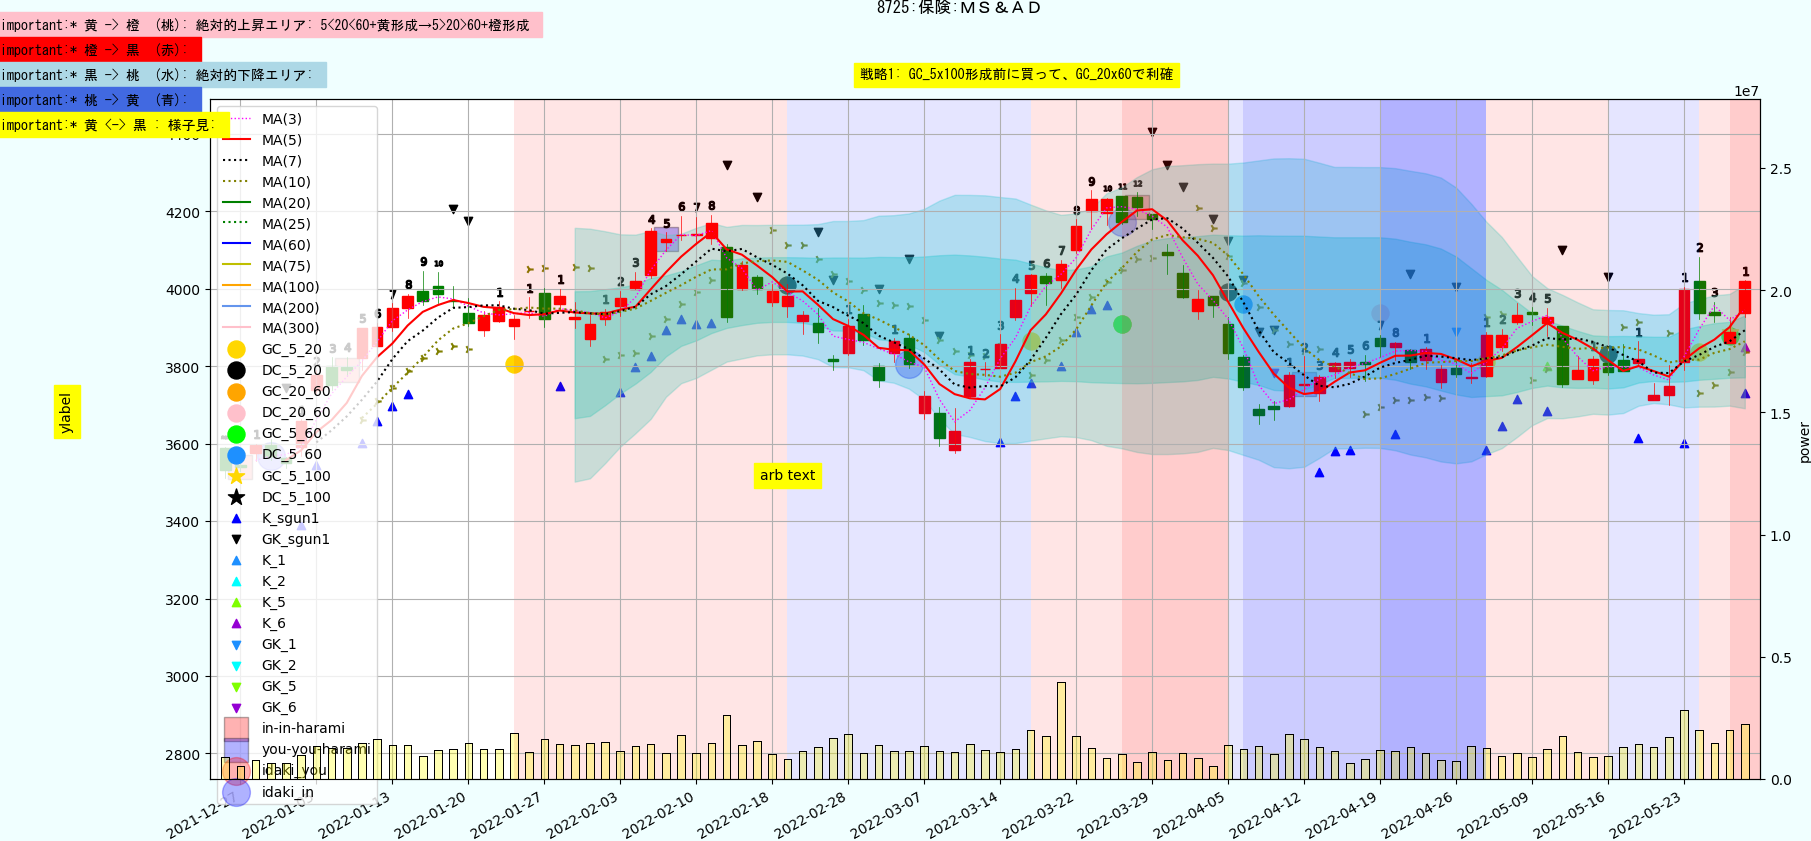 8725:保険:ＭＳ＆ＡＤ
important:* 黄 -> 橙 (桃): 絶対的上昇エリア: 5<20<60+黄形成→5>20>60+橙形成
important:* 橙 -> 黒 (赤):
important:* 黒 -> 桃 (水): 絶対的下降エリア:
important:* 桃 -> 黄 (青):
important:* 黄 <-> 黒 : 様子見:
戦略1: GC_5x100形成前に買って、GC_20x60で利確
1e7
MA(3)
MA(5)
MA(7)
MA(10)
MA(20)
MA(25)
MA(60)
MA(75)
MA(100)
MA(200)
MA(300)
GC_5_20
DC_5_20
GC_20_60
DC_20_60
GC_5_60
DC_5_60
GC_5_100
DC_5_100
K_sgun1
GK_sgun1
K_1
K_2
K_5
K_6
GK_1
GK_2
GK_5
GK_6
in-in-harami
you-you-harami
idaki_you
idaki_in
arb text
ylabel
power
4200
4000
3800
3600
3400
3200
3000
2800
2.5
2.0
1.5
1.0
0.5
0.0
2022-01-13
2022-01-20
2022-01-27
2022-02-03
2022-02-10
2022-02-18
2022-02-28
2022-03-07
2022-03-14
2022-03-22
2022-03-29
2022-04-05
2022-04-12
2022-04-19
2022-04-26
2022-05-09
2022-05-16
2022-05-23